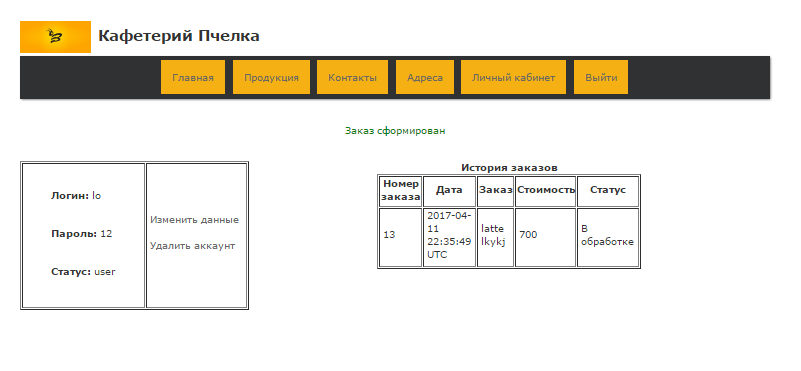 Кафетерий Пчелка
Главная Продукция Контакты Адреса Личный кабинет Выйти
Заказ сформирован
Логин: lo
Пароль: 12
Статус: user
Изменить данные
Удалить аккаунт
История заказов
Номер заказа Дата Заказ Стоимость Статус
13 2017-04-11 22:35:49 UTC latte lkykj 700 В обработке